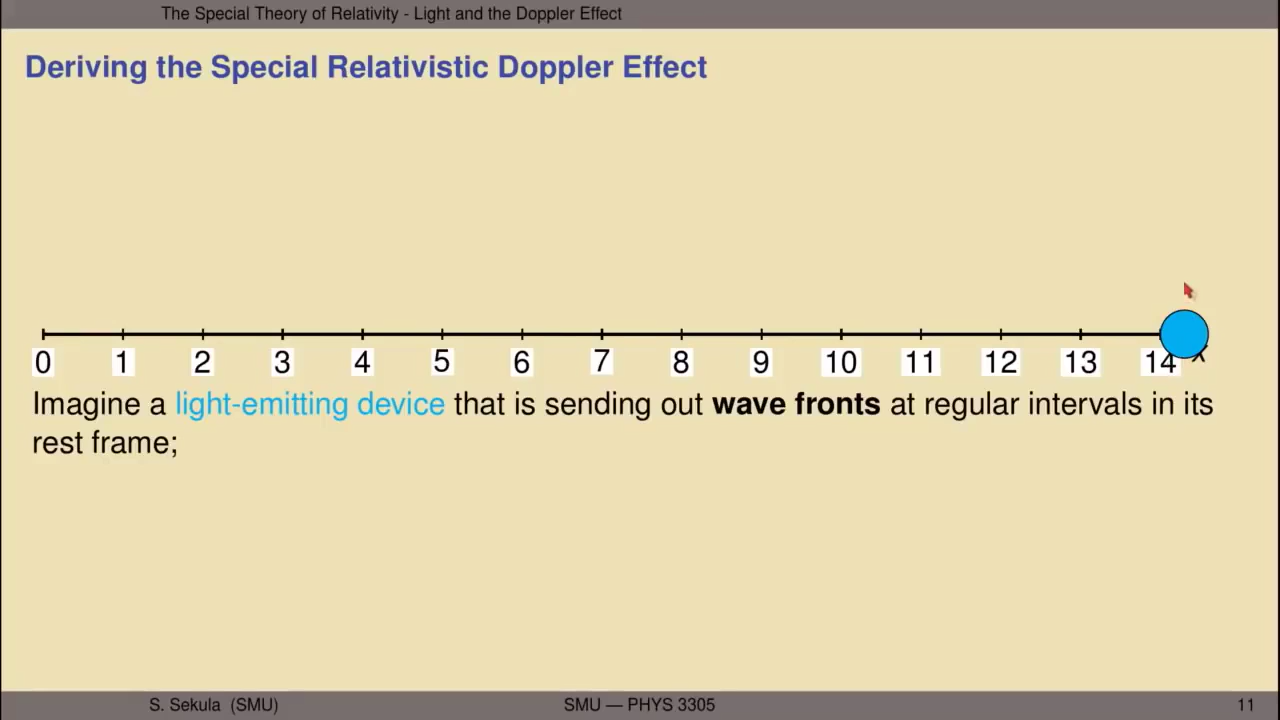 The Special Theory of Relativity - Light and the Doppler Effect
Deriving the Special Relativistic Doppler Effect
0 1 2 3 4 5 6 7 8 9 10 11 12 13 14 x
Imagine a light-emitting device that is sending out wave fronts at regular intervals in its
rest frame;
S. Sekula (SMU) SMU — PHYS 3305 11